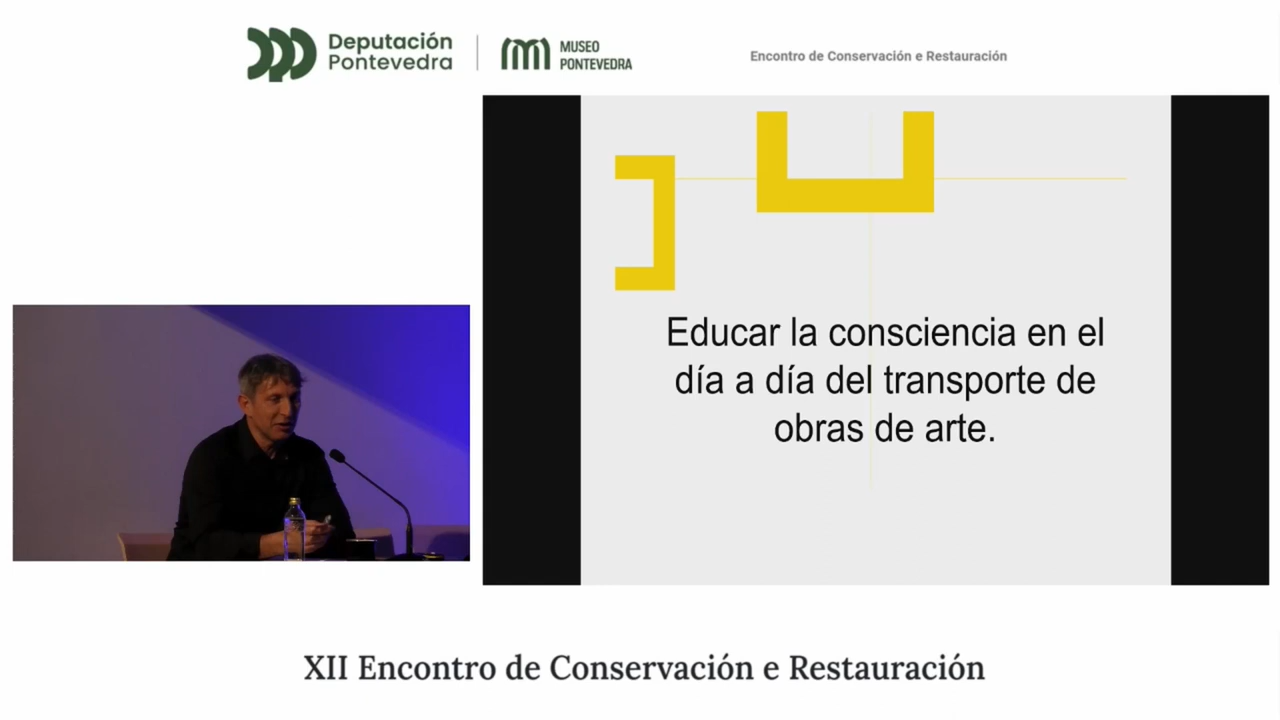 Deputación
Pontevedra
MUSEO
PONTEVEDRA
Encontro de Conservación e Restauración
Educar la consciencia en el
día a día del transporte de
obras de arte.
XII Encontro de Conservación e Restauración